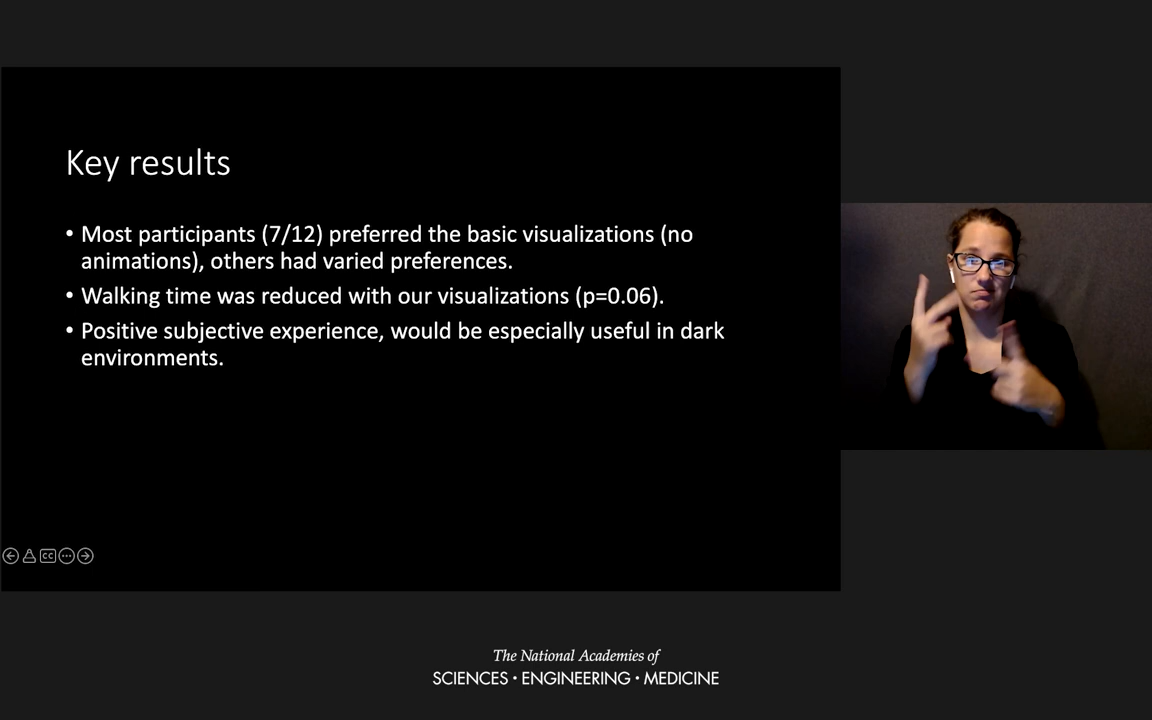 Key results
• Most participants (7/12) preferred the basic visualizations (no
animations), others had varied preferences.
• Walking time was reduced with our visualizations (p=0.06).
• Positive subjective experience, would be especially useful in dark
environments.
CC
The National Academies of
SCIENCES • ENGINEERING • MEDICINE